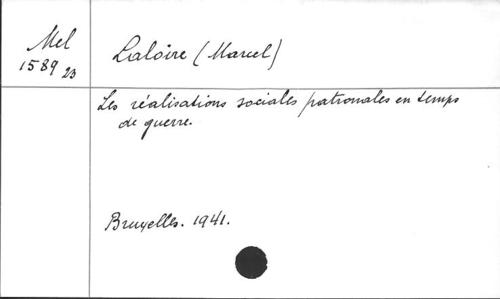 Mel
1589 23
Laloire (Marcel)
Les réalisations sociales patronales en temps
de guerre.
Bruxelles. 1941.